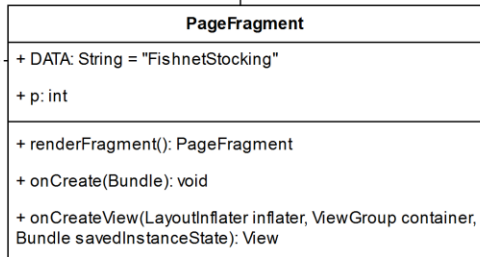 PageFragment
+ DATA: String = "FishnetStocking"
+ p: int
+ renderFragment(): PageFragment
+ onCreate(Bundle): void
+ onCreateView(LayoutInflater inflater, ViewGroup container,
Bundle savedInstanceState): View